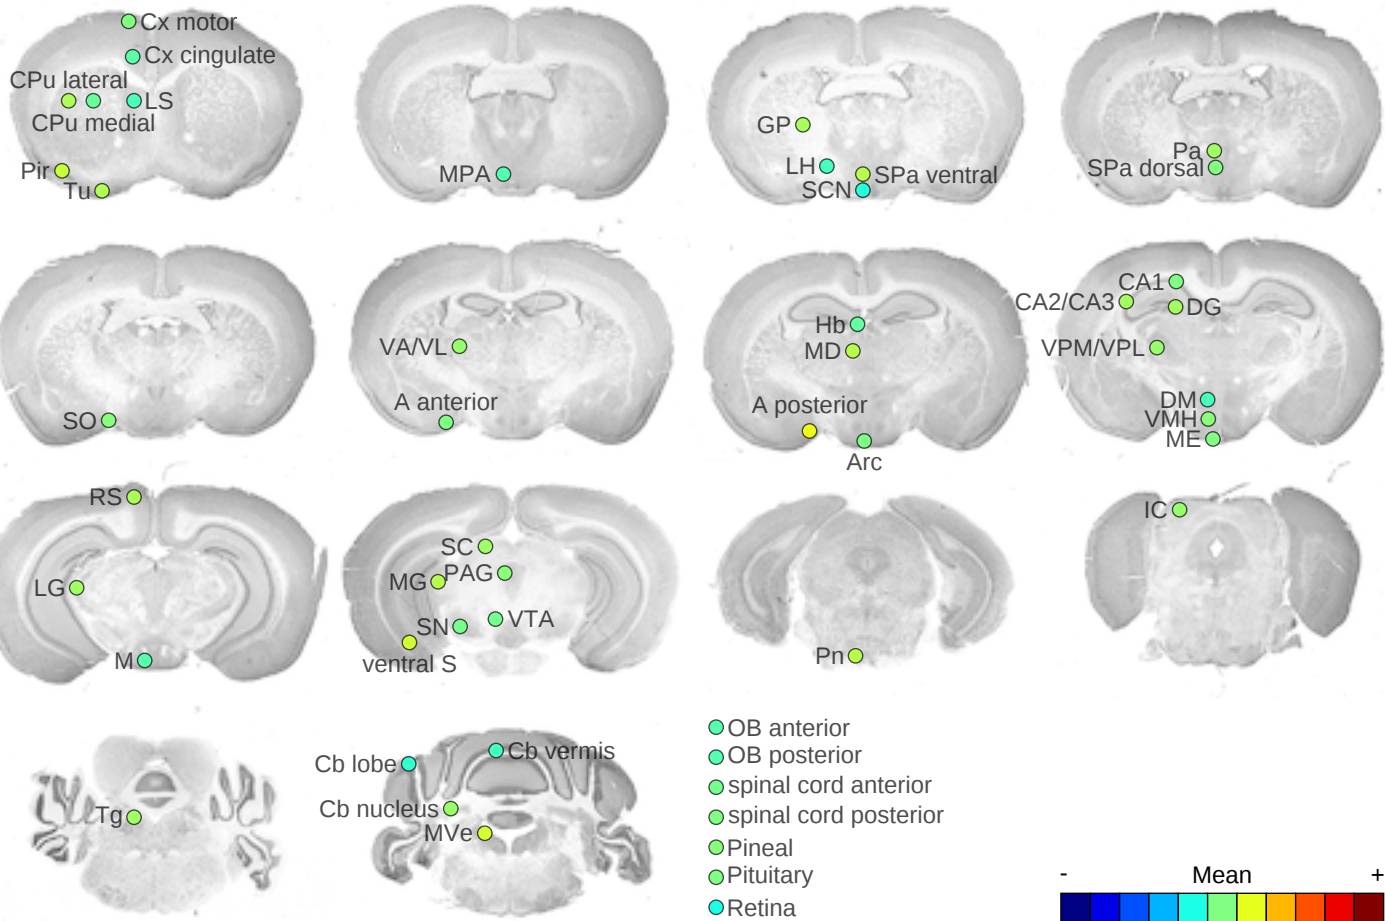 Cx motor
Cx cingulate
CPu lateral
LS
CPu medial
Pir
Tu
MPA
GP
LH
SPa ventral
SCN
Pa
SPa dorsal
SO
VA/VL
A anterior
Hb
MD
A posterior
Arc
CA1
CA2/CA3
DG
VPM/VPL
DM
VMH
ME
RS
LG
M
SC
PAG
MG
SN
VTA
ventral S
Pn
IC
Tg
Cb vermis
Cb lobe
Cb nucleus
MVe
OB anterior
OB posterior
spinal cord anterior
spinal cord posterior
Pineal
Pituitary
Retina
- Mean +